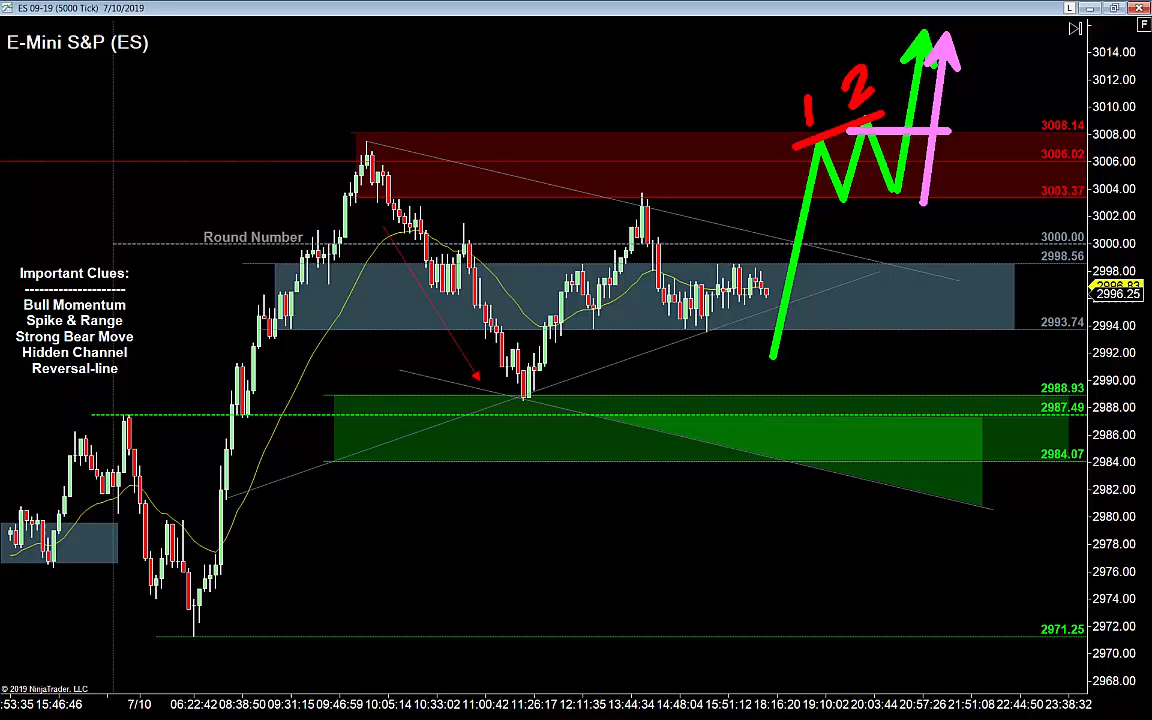 ES 09-19 (5000 Tick) 7/10/2019
L
F
E-Mini S&P (ES)
1 2
3014.00
3012.00
3010.00
3008.14
3008.00
3006.02
3006.00
3003.37
3004.00
3002.00
Round Number
3000.00
3000.00
2998.56
2998.00
2996.25
2993.74
2994.00
2992.00
2990.00
2988.93
2988.00
2987.49
2986.00
2984.07
2984.00
2982.00
2980.00
2978.00
2976.00
2974.00
2972.00
2971.25
2970.00
2968.00
Important Clues:
--------------------
Bull Momentum
Spike & Range
Strong Bear Move
Hidden Channel
Reversal-line
© 2019 NinjaTrader, LLC
:53:35 15:46:46 7/10 06:22:42 08:09:50 09:31:15 09:46:59 10:05:14 10:33:02 11:00:42 11:26:17 12:11:35 13:44:34 14:48:04 15:51:12 18:16:20 19:10:02 20:03:44 20:57:26 21:51:08 22:44:50 23:38:32